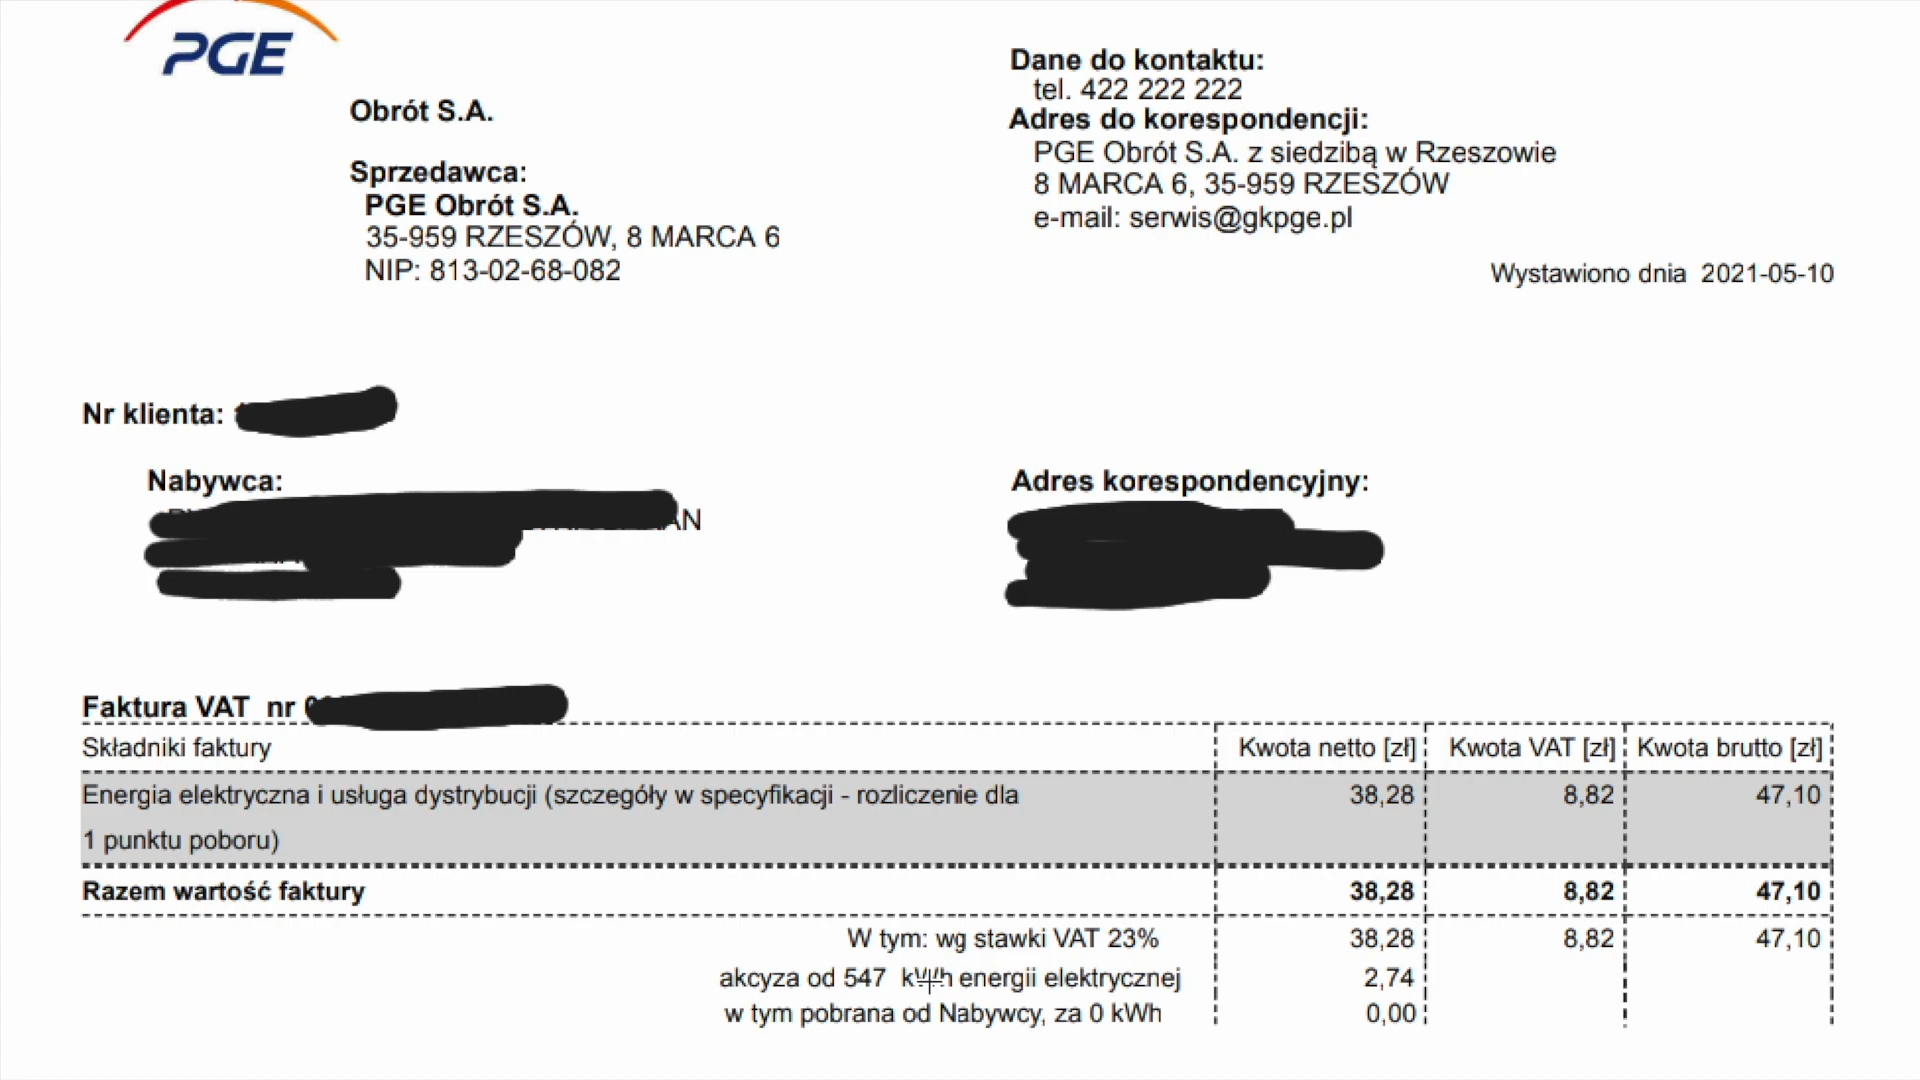 PGE
Obrót S.A.
Sprzedawca:
PGE Obrót S.A.
35-959 RZESZÓW, 8 MARCA 6
NIP: 813-02-68-082
Dane do kontaktu:
tel. 422 222 222
Adres do korespondencji:
PGE Obrót S.A. z siedzibą w Rzeszowie
8 MARCA 6, 35-959 RZESZÓW
e-mail: serwis@gkpge.pl
Wystawiono dnia 2021-05-10
Nr klienta:
Nabywca:
Adres korespondencyjny:
Faktura VAT nr
Składniki faktury Kwota netto [zł] Kwota VAT [zł] Kwota brutto [zł]
Energia elektryczna i usługa dystrybucji (szczegóły w specyfikacji - rozliczenie dla 38,28 8,82 47,10
1 punktu poboru)
Razem wartość faktury 38,28 8,82 47,10
W tym: wg stawki VAT 23% 38,28 8,82 47,10
akcyza od 547 kWh energii elektrycznej 2,74
w tym pobrana od Nabywcy, za 0 kWh 0,00